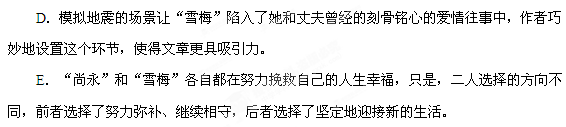 D．模拟地震的场景让“雪梅”陷入了她和丈夫曾经的刻骨铭心的爱情往事中，作者巧
妙地设置这个环节，使得文章更具吸引力。
E．“尚永”和“雪梅”各自都在努力挽救自己的人生幸福，只是，二人选择的方向不
同，前者选择了努力弥补、继续相守，后者选择了坚定地迎接新的生活。